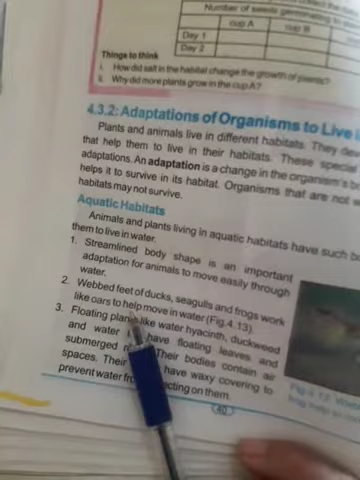 Number of seeds germinating
cup A cup B
Day 1
Day 2
Things to think
i. How did salt in the habitat change the growth of plants?
ii. Why did more plants grow in the cup A?
4.3.2: Adaptations of Organisms to Live
Plants and animals live in different habitats. They
that help them to live in their habitats. These special
adaptations. An adaptation is a change in the organism's
helps it to survive in its habitat. Organisms that are not
habitats may not survive.
Aquatic Habitats
Animals and plants living in aquatic habitats have such
them to live in water.
1. Streamlined body shape is an important
adaptation for animals to move easily through
water.
2. Webbed feet of ducks, seagulls and frogs work
like oars to help move in water (Fig.4.13).
3. Floating plants like water hyacinth, duckweed
and water have floating leaves and
submerged Their bodies contain air
spaces. Their have waxy covering to
prevent water from on them.
40
Fig 4.13